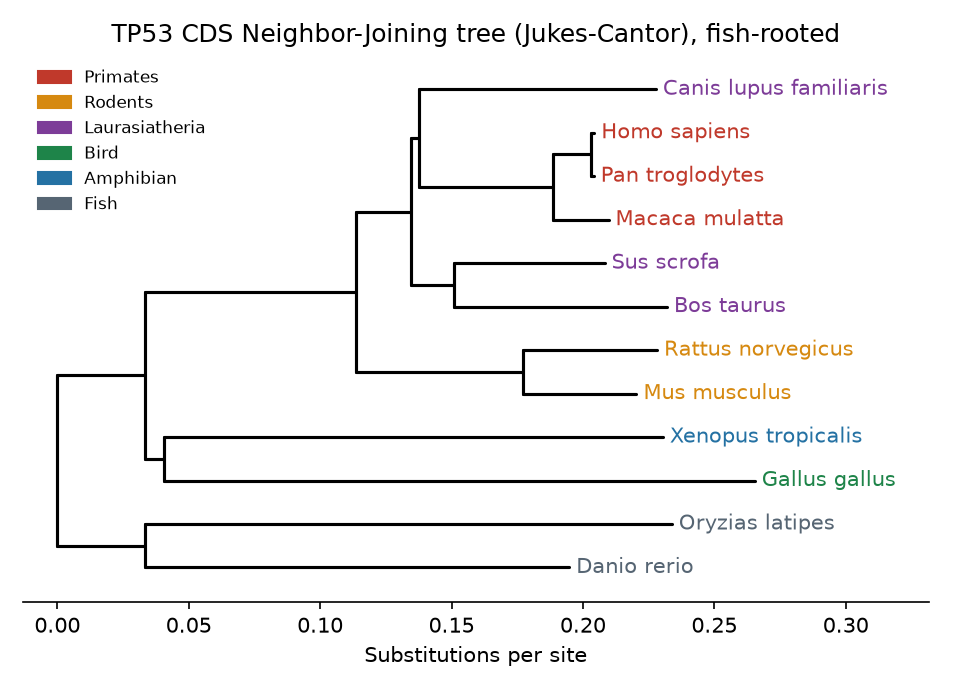 TP53 CDS Neighbor-Joining tree (Jukes-Cantor), fish-rooted
Primates
Rodents
Laurasiatheria
Bird
Amphibian
Fish
Canis lupus familiaris
Homo sapiens
Pan troglodytes
Macaca mulatta
Sus scrofa
Bos taurus
Rattus norvegicus
Mus musculus
Xenopus tropicalis
Gallus gallus
Oryzias latipes
Danio rerio
0.00 0.05 0.10 0.15 0.20 0.25 0.30
Substitutions per site